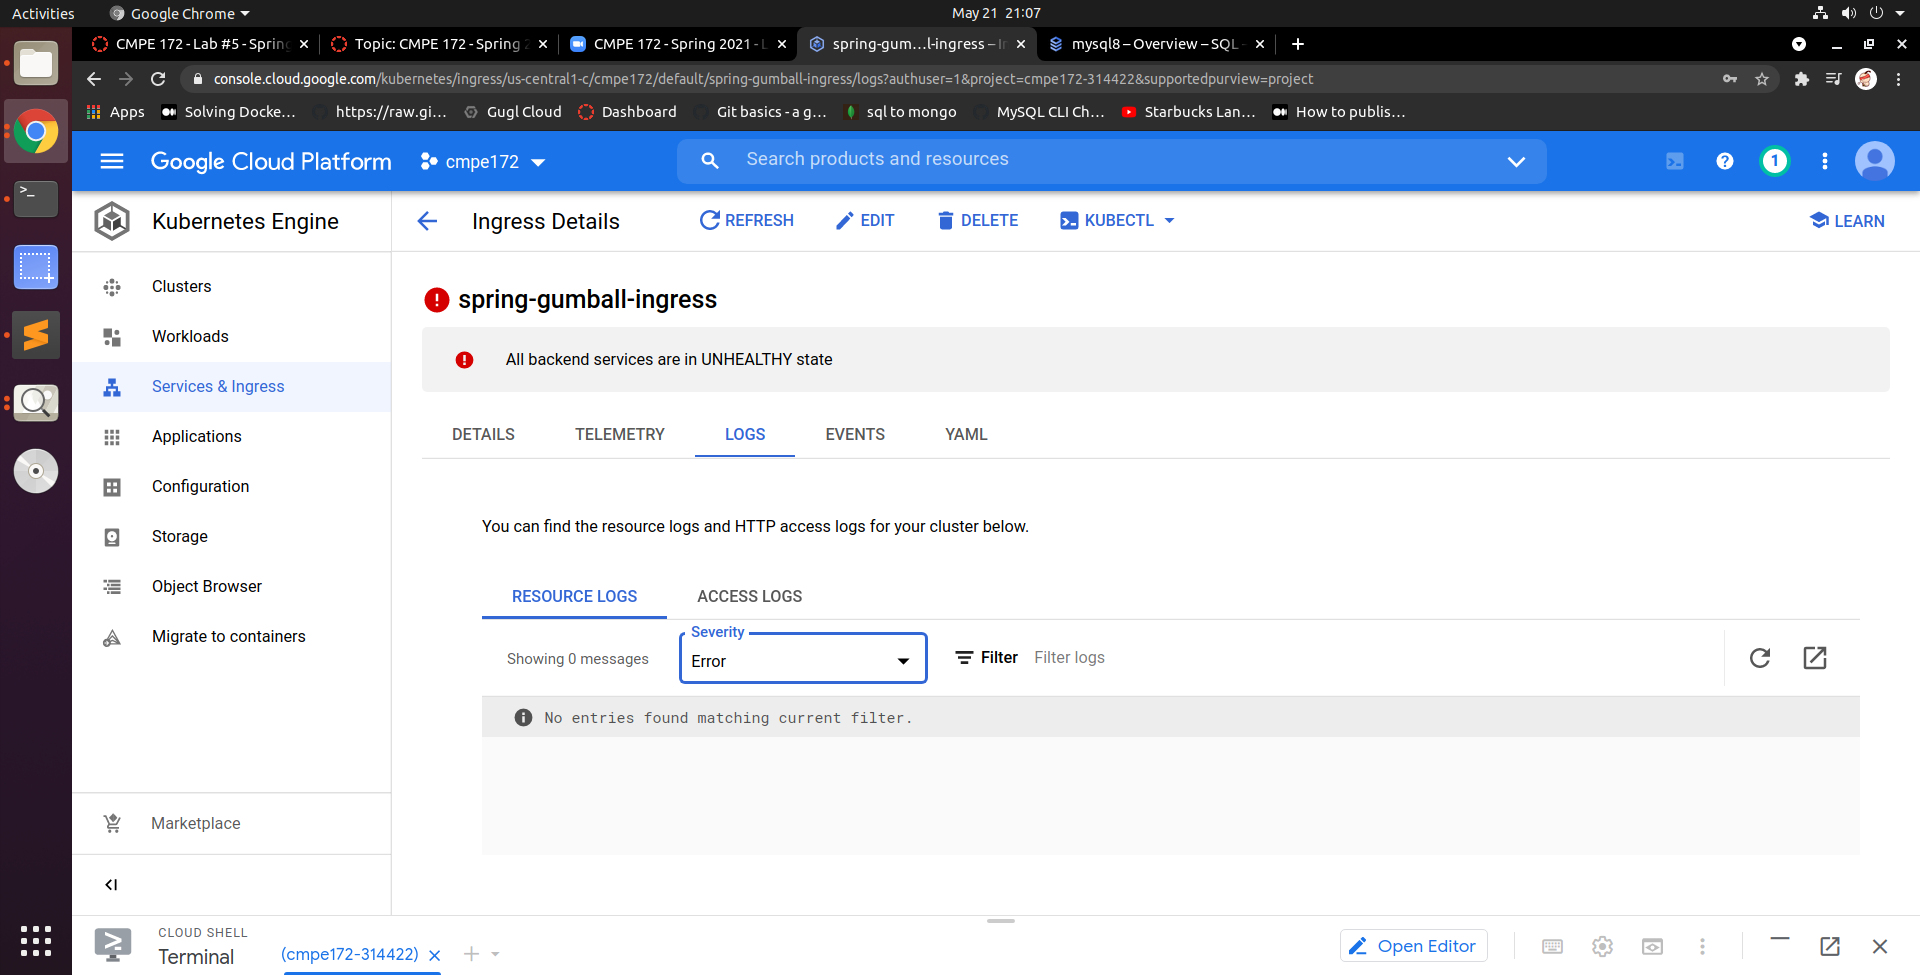 Activities
Google Chrome
May 21 21:07
CMPE 172 - Lab #5 - Spring
Topic: CMPE 172 - Spring 2
CMPE 172 - Spring 2021 - L
spring-gum…l-ingress – In
mysql8 – Overview – SQL -
console.cloud.google.com/kubernetes/ingress/us-central1-c/cmpe172/default/spring-gumball-ingress/logs?authuser=1&project=cmpe172-314422&supportedpurview=project
Apps
Solving Docke…
https://raw.gi…
Gugl Cloud
Dashboard
Git basics - a g…
sql to mongo
MySQL CLI Ch…
Starbucks Lan…
How to publis…
Google Cloud Platform
cmpe172
Search products and resources
1
Kubernetes Engine
Ingress Details
REFRESH
EDIT
DELETE
KUBECTL
LEARN
Clusters
Workloads
Services & Ingress
Applications
Configuration
Storage
Object Browser
Migrate to containers
Marketplace
spring-gumball-ingress
All backend services are in UNHEALTHY state
DETAILS
TELEMETRY
LOGS
EVENTS
YAML
You can find the resource logs and HTTP access logs for your cluster below.
RESOURCE LOGS
ACCESS LOGS
Showing 0 messages
Severity
Error
Filter
Filter logs
No entries found matching current filter.
CLOUD SHELL
Terminal
(cmpe172-314422)
Open Editor